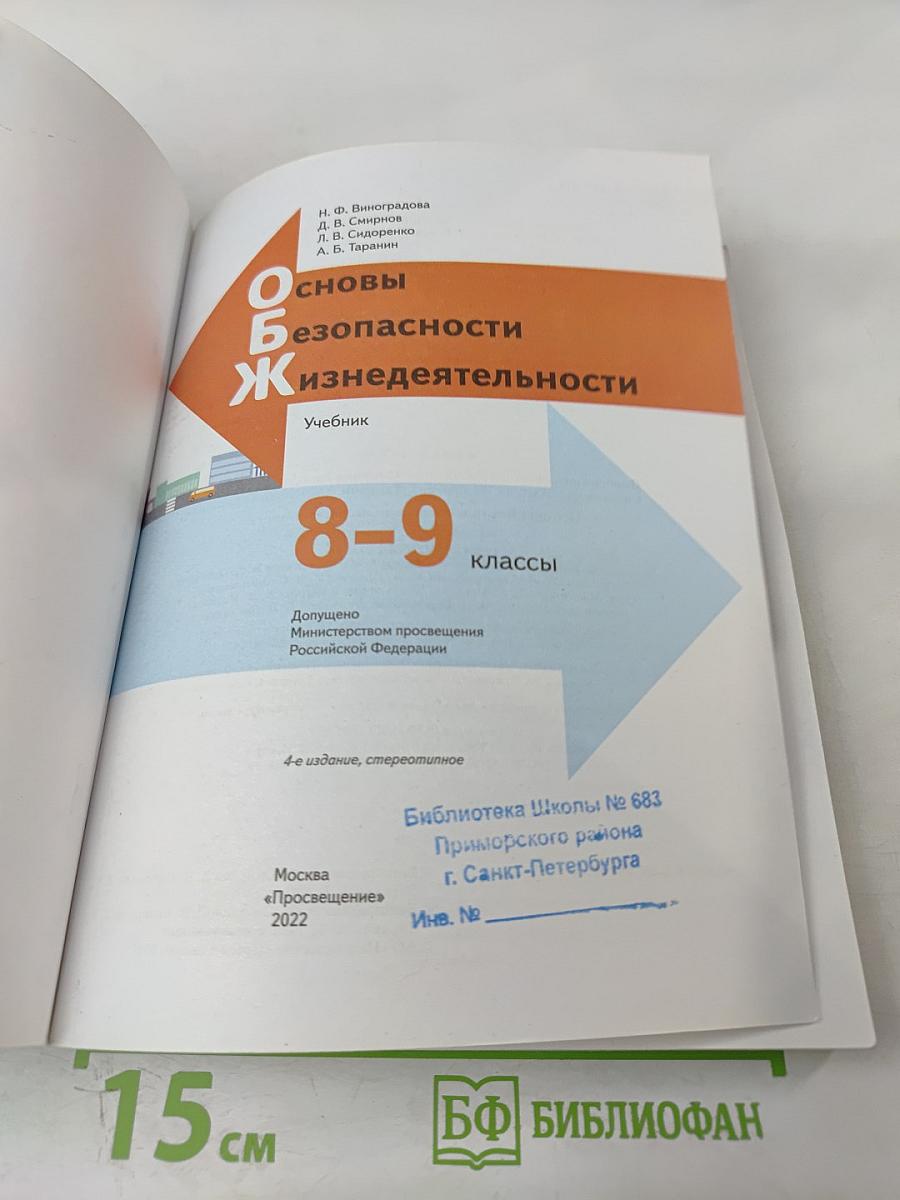 Н. Ф. Виноградова
Д. В. Смирнов
Л. В. Сидоренко
А. Б. Таранин
Основы
Безопасности
Жизнедеятельности
Учебник
8–9 классы
Допущено
Министерством просвещения
Российской Федерации
4-е издание, стереотипное
Библиотека Школы № 683
Приморского района
г. Санкт-Петербурга
Инв. №
Москва
«Просвещение»
2022
15 см
БФ БИБЛИОФАН